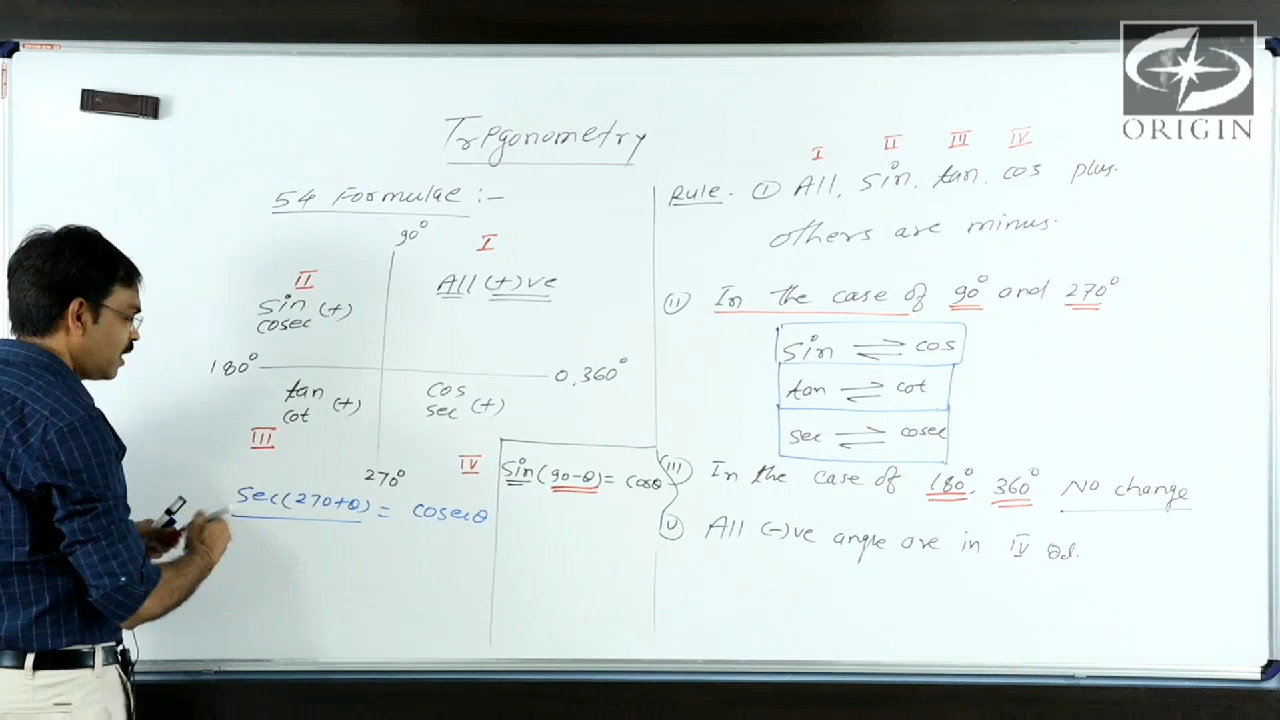 ORIGIN
Trigonometry
54 Formulae :-
90°
I
All (+)ve
II
Sin (+)
cosec
180°
0, 360°
tan (+)
cot
III
cos
sec (+)
IV
270°
Sec(270+θ) = cosecθ
Sin(90-θ) = cosθ
I II III IV
Rule. (I) All, Sin, tan, cos plus.
others are minus.
(II) In the case of 90° and 270°
Sin ⇌ cos
tan ⇌ cot
sec ⇌ cosec
(III) In the case of 180°, 360° No change
All (-)ve angle are in IV Qd.